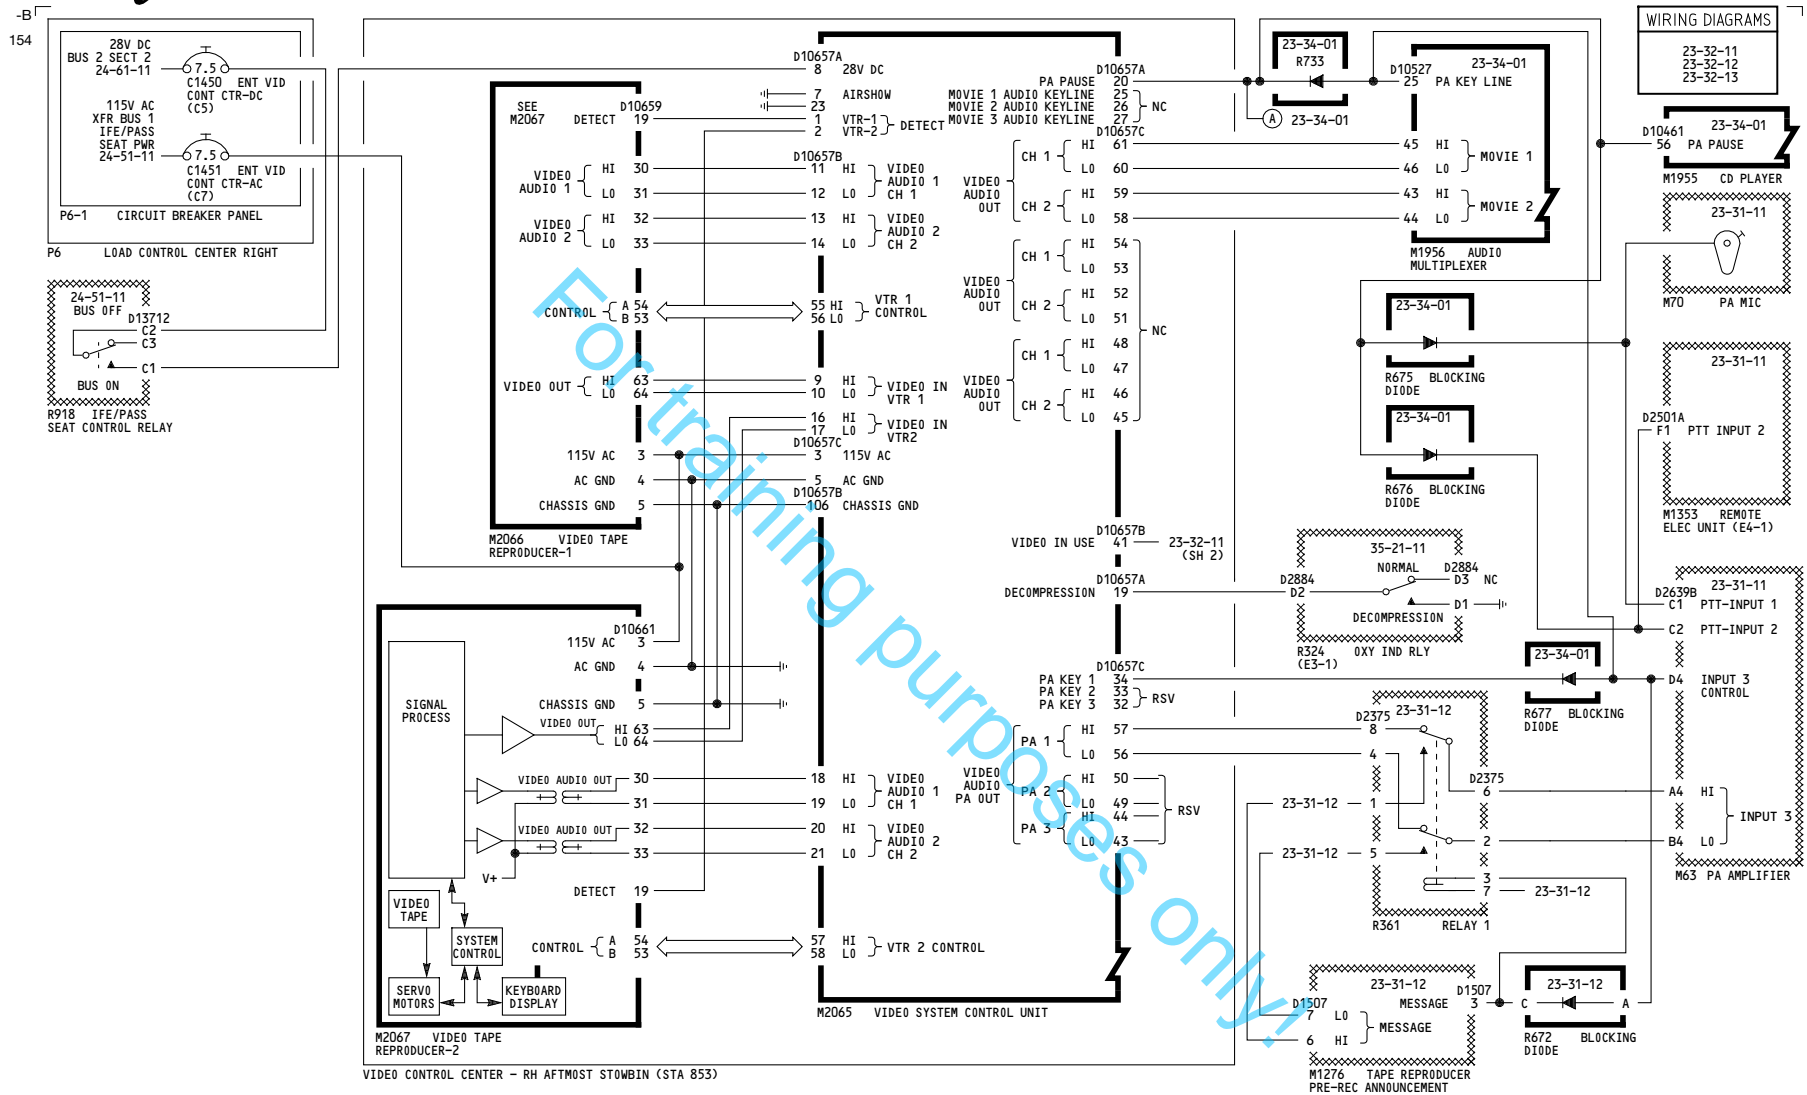 -B
154
28V DC
BUS 2 SECT 2
24-61-11
7.5
C1450 ENT VID
CONT CTR-DC
(C5)
115V AC
XFR BUS 1
IFE/PASS
SEAT PWR
24-51-11
7.5
C1451 ENT VID
CONT CTR-AC
(C7)
P6-1 CIRCUIT BREAKER PANEL
P6 LOAD CONTROL CENTER RIGHT
24-51-11
BUS OFF
D13712
C2
C3
C1
BUS ON
R918 IFE/PASS
SEAT CONTROL RELAY
SEE
M2067
D10659
DETECT 19
VIDEO
AUDIO 1
HI 30
LO 31
VIDEO
AUDIO 2
HI 32
LO 33
CONTROL
A 54
B 53
VIDEO OUT
HI 63
LO 64
115V AC 3
AC GND 4
CHASSIS GND 5
M2066 VIDEO TAPE
REPRODUCER-1
D10661
115V AC 3
AC GND 4
CHASSIS GND 5
SIGNAL
PROCESS
VIDEO OUT
HI 63
LO 64
VIDEO AUDIO OUT 30
31
VIDEO AUDIO OUT 32
33
V+
DETECT 19
VIDEO
TAPE
SYSTEM
CONTROL
SERVO
MOTORS
KEYBOARD
DISPLAY
CONTROL
A 54
B 53
M2067 VIDEO TAPE
REPRODUCER-2
VIDEO CONTROL CENTER - RH AFTMOST STOWBIN (STA 853)
D10657A
8 28V DC
7 AIRSHOW
23
1 VTR-1
2 VTR-2
DETECT
D10657B
11 HI
12 LO
VIDEO
AUDIO 1
CH 1
13 HI
14 LO
VIDEO
AUDIO 2
CH 2
55 HI
56 LO
VTR 1
CONTROL
9 HI
10 LO
VIDEO IN
VTR 1
16 HI
17 LO
VIDEO IN
VTR2
D10657C
3 115V AC
5 AC GND
D10657B
106 CHASSIS GND
18 HI
19 LO
VIDEO
AUDIO 1
CH 1
20 HI
21 LO
VIDEO
AUDIO 2
CH 2
57 HI
58 LO
VTR 2 CONTROL
M2065 VIDEO SYSTEM CONTROL UNIT
D10657A
PA PAUSE 20
MOVIE 1 AUDIO KEYLINE 25
MOVIE 2 AUDIO KEYLINE 26
MOVIE 3 AUDIO KEYLINE 27
NC
D10657C
VIDEO
AUDIO
OUT
CH 1
HI 61
LO 60
CH 2
HI 59
LO 58
VIDEO
AUDIO
OUT
CH 1
HI 54
LO 53
CH 2
HI 52
LO 51
VIDEO
AUDIO
OUT
CH 1
HI 48
LO 47
CH 2
HI 46
LO 45
NC
D10657B
VIDEO IN USE 41
23-32-11
(SH 2)
D10657A
DECOMPRESSION 19
D10657C
PA KEY 1 34
PA KEY 2 33
PA KEY 3 32
RSV
VIDEO
AUDIO
PA OUT
PA 1
HI 57
LO 56
PA 2
HI 50
LO 49
PA 3
HI 44
LO 43
RSV
23-34-01
R733
A 23-34-01
D10527
25 PA KEY LINE
23-34-01
45 HI
46 LO
MOVIE 1
43 HI
44 LO
MOVIE 2
M1956 AUDIO
MULTIPLEXER
WIRING DIAGRAMS
23-32-11
23-32-12
23-32-13
D10461
56 PA PAUSE
23-34-01
M1955 CD PLAYER
23-31-11
M70 PA MIC
23-34-01
R675 BLOCKING
DIODE
23-34-01
R676 BLOCKING
DIODE
23-31-11
D2501A
F1 PTT INPUT 2
M1353 REMOTE
ELEC UNIT (E4-1)
35-21-11
NORMAL
D2884
D2
D2884
D3 NC
D1
DECOMPRESSION
R324
(E3-1)
OXY IND RLY
23-31-11
D2639B
C1 PTT-INPUT 1
C2 PTT-INPUT 2
D4 INPUT 3
CONTROL
A4 HI
B4 LO
INPUT 3
M63 PA AMPLIFIER
23-34-01
R677 BLOCKING
DIODE
D2375
23-31-12
8
4
23-31-12 1
23-31-12 5
D2375
6
2
3
7 23-31-12
R361 RELAY 1
23-31-12
D1507
7 LO
6 HI
MESSAGE
D1507
MESSAGE 3
M1276 TAPE REPRODUCER
PRE-REC ANNOUNCEMENT
23-31-12
C A
R672 BLOCKING
DIODE
For training purposes only!